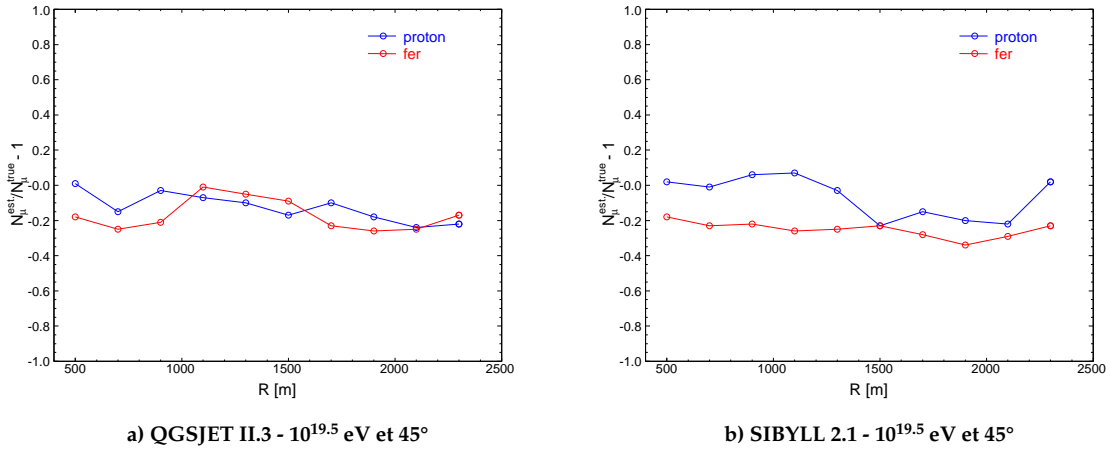 1.0
0.8
0.6
0.4
0.2
-0.0
-0.2
-0.4
-0.6
-0.8
-1.0
N_μ^est./N_μ^true - 1
proton
fer
500 1000 1500 2000 2500
R [m]
a) QGSJET II.3 - 10^19.5 eV et 45°
1.0
0.8
0.6
0.4
0.2
-0.0
-0.2
-0.4
-0.6
-0.8
-1.0
N_μ^est./N_μ^true - 1
proton
fer
500 1000 1500 2000 2500
R [m]
b) SIBYLL 2.1 - 10^19.5 eV et 45°